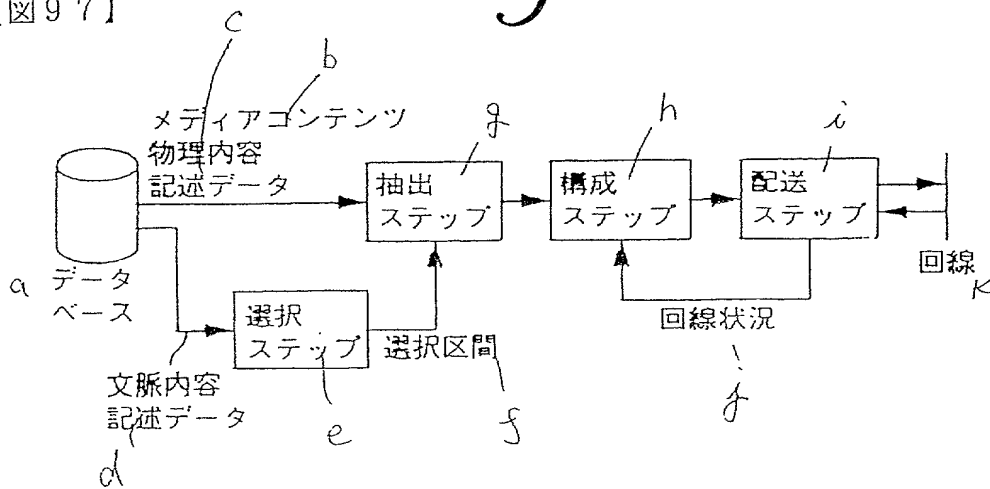 図97】
c
b
メディアコンテンツ
物理内容
記述データ
g
抽出
ステップ
h
構成
ステップ
i
配送
ステップ
a データ
ベース
回線
K
選択
ステップ
選択区間
回線状況
文脈内容
記述データ
d
e
f
j